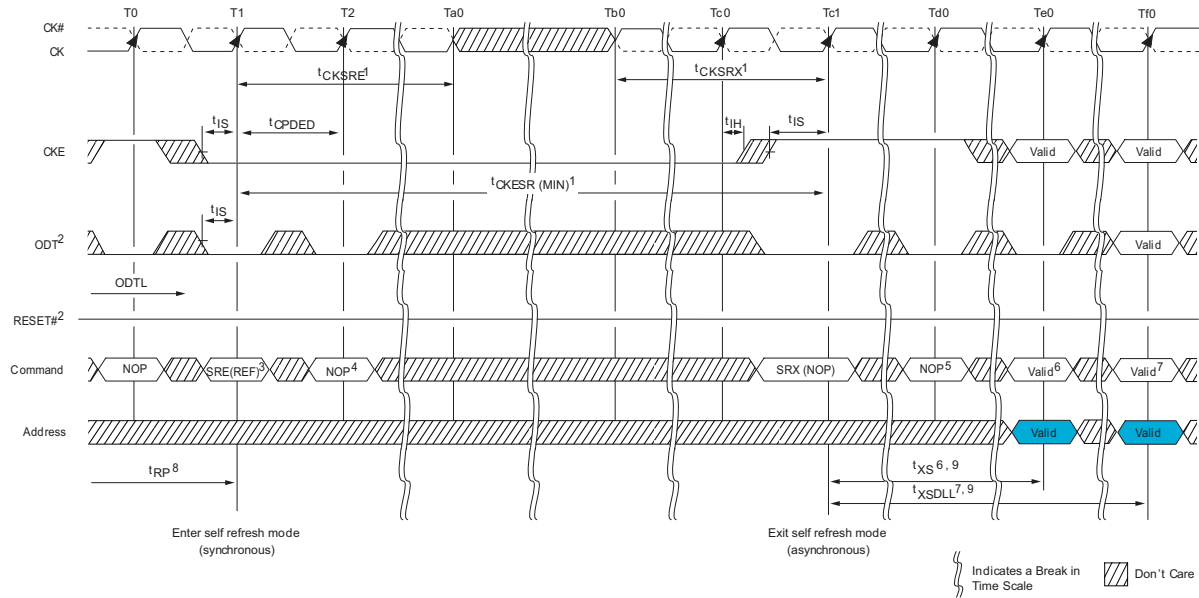 T0 T1 T2 Ta0 Tb0 Tc0 Tc1 Td0 Te0 Tf0
CK#
CK
tCKSRE1 tCKSRX1
tIS tCPDED tIH tIS
CKE Valid Valid
tCKESR (MIN)1
tIS
ODT2 Valid
ODTL
RESET#2
Command NOP SRE(REF)3 NOP4 SRX (NOP) NOP5 Valid6 Valid7
Address Valid Valid
tRP8 tXS6, 9
tXSDLL7, 9
Enter self refresh mode
(synchronous)
Exit self refresh mode
(asynchronous)
Indicates a Break in
Time Scale
Don't Care